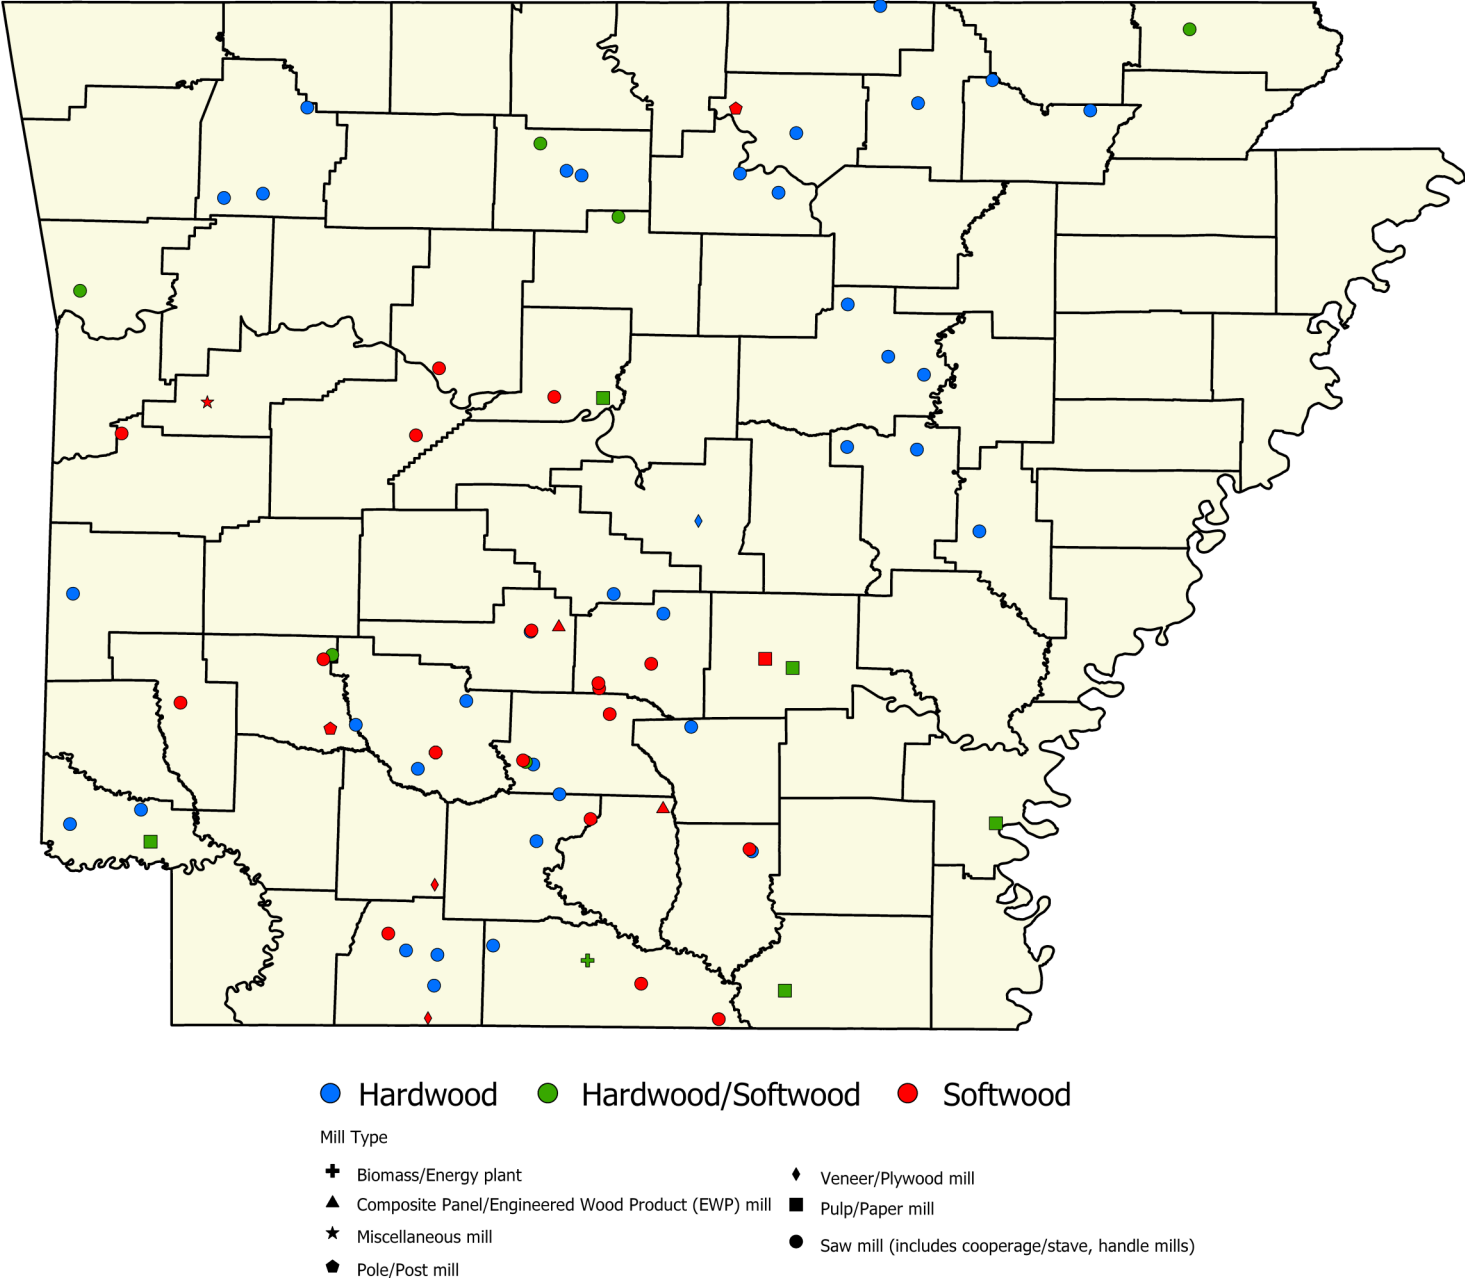 Hardwood Hardwood/Softwood Softwood
Mill Type
Biomass/Energy plant
Composite Panel/Engineered Wood Product (EWP) mill
Miscellaneous mill
Pole/Post mill
Veneer/Plywood mill
Pulp/Paper mill
Saw mill (includes cooperage/stave, handle mills)